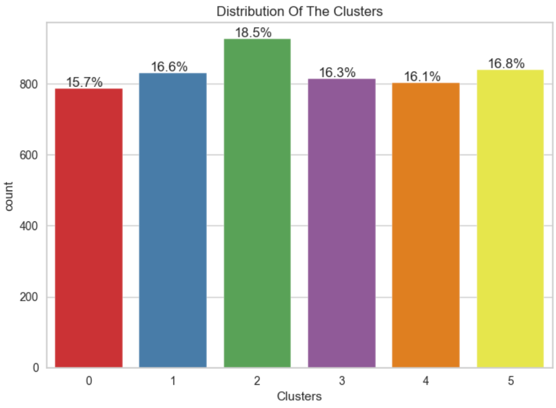 Distribution Of The Clusters
18.5%
16.8%
16.6%
16.3%
16.1%
15.7%
800
600
400
200
0
count
0 1 2 3 4 5
Clusters